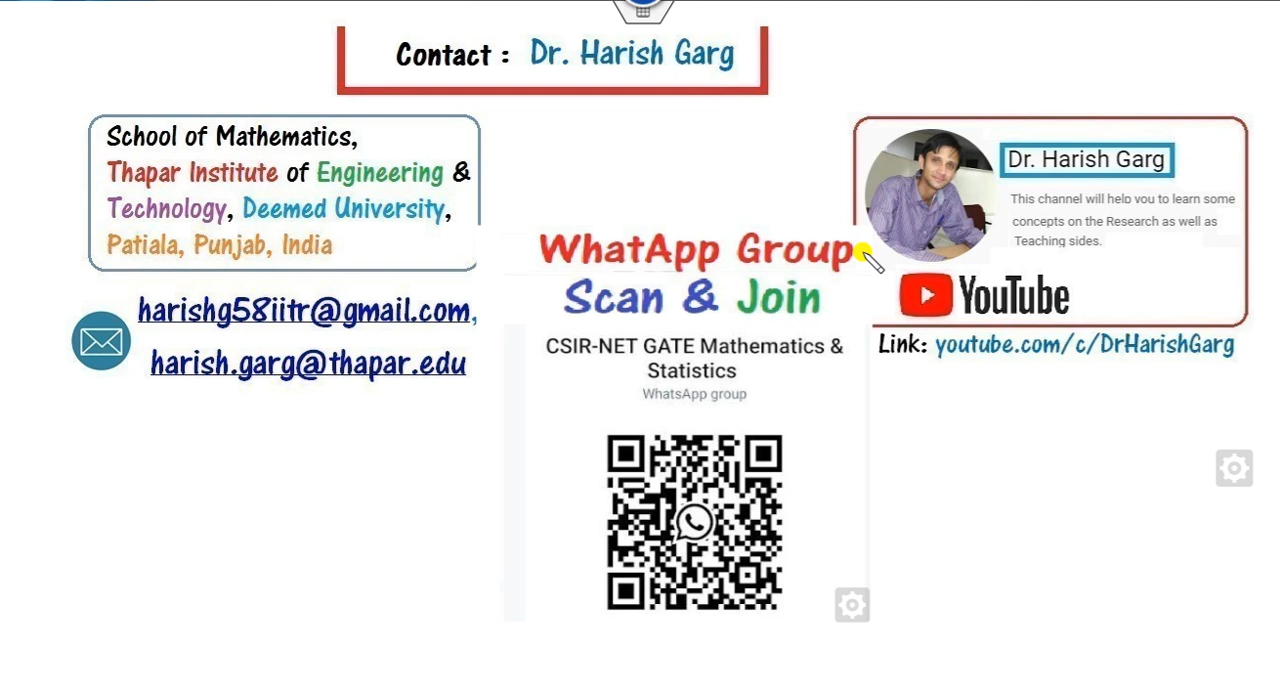 Contact : Dr. Harish Garg
School of Mathematics,
Thapar Institute of Engineering &
Technology, Deemed University,
Patiala, Punjab, India
harishg58iitr@gmail.com,
harish.garg@thapar.edu
WhatApp Group
Scan & Join
CSIR-NET GATE Mathematics &
Statistics
WhatsApp group
Dr. Harish Garg
This channel will help you to learn some
concepts on the Research as well as
Teaching sides.
YouTube
Link: youtube.com/c/DrHarishGarg